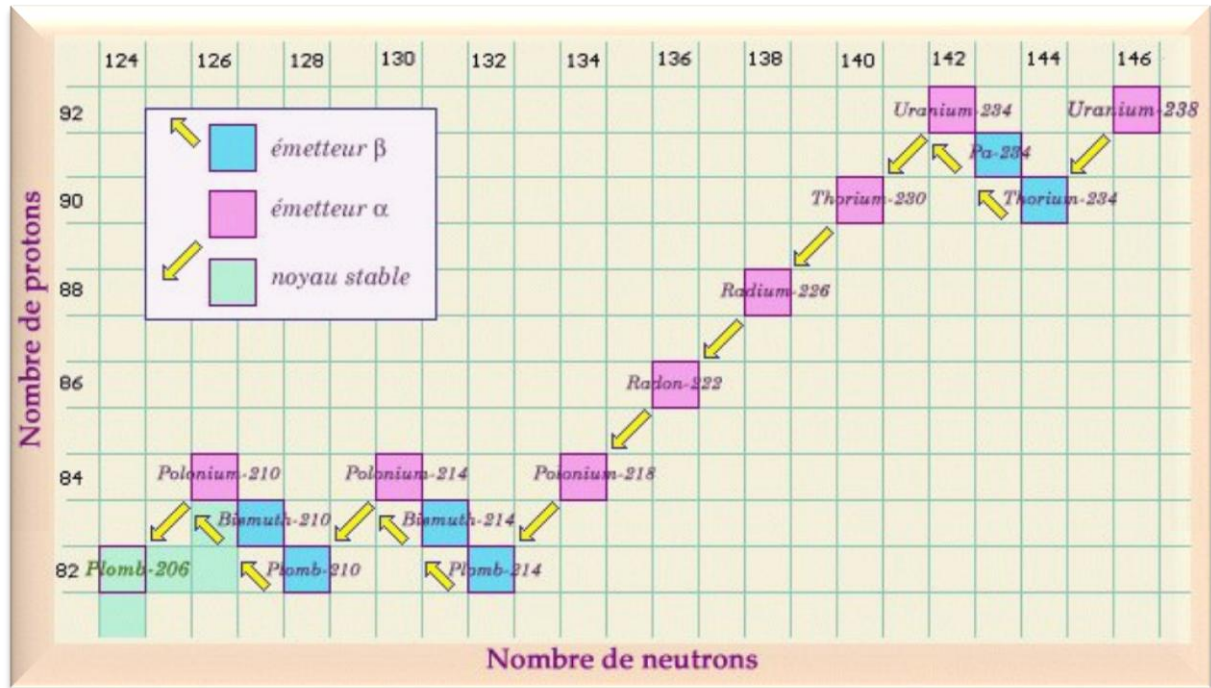 124 126 128 130 132 134 136 138 140 142 144 146
92
Uranium-234
Uranium-238
émetteur β
Pa-234
90
émetteur α
Thorium-230
Thorium-234
noyau stable
88
Radium-226
86
Radon-222
84
Polonium-210
Polonium-214
Polonium-218
Bismuth-210
Bismuth-214
82
Plomb-206
Plomb-210
Plomb-214
Nombre de protons
Nombre de neutrons